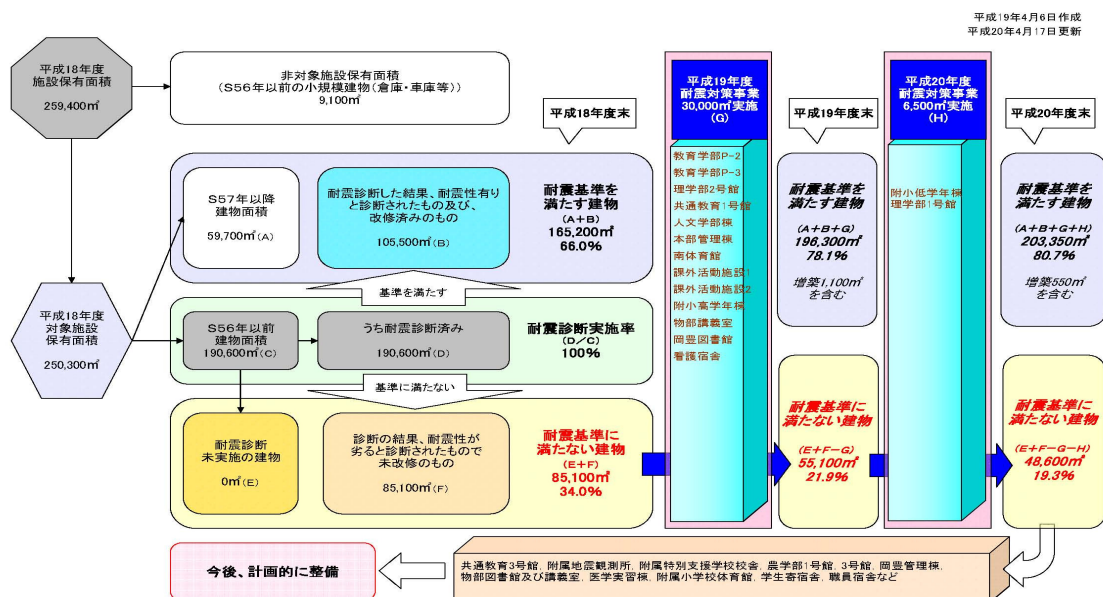 平成19年4月6日作成
平成20年4月17日更新
平成18年度
施設保有面積
259,400㎡
非対象施設保有面積
(S56年以前の小規模建物(倉庫・車庫等))
9,100㎡
平成18年度末
平成19年度
耐震対策事業
30,000㎡実施
(G)
平成19年度末
平成20年度
耐震対策事業
6,500㎡実施
(H)
平成20年度末
S57年以降
建物面積
59,700㎡(A)
耐震診断した結果、耐震性有り
と診断されたもの及び、
改修済みのもの
105,500㎡(B)
耐震基準を
満たす建物
(A+B)
165,200㎡
66.0%
教育学部P-2
教育学部P-3
理学部2号館
共通教育1号館
人文学部棟
本部管理棟
南体育館
課外活動施設1
課外活動施設2
附小高学年棟
物部講義室
岡豊図書館
看護宿舎
耐震基準を
満たす建物
(A+B+G)
196,300㎡
78.1%
増築1,100㎡
を含む
附小低学年棟
理学部1号館
耐震基準を
満たす建物
(A+B+G+H)
203,350㎡
80.7%
増築550㎡
を含む
基準を満たす
平成18年度
対象施設
保有面積
250,300㎡
S56年以前
建物面積
190,600㎡(C)
うち耐震診断済み
190,600㎡(D)
耐震診断実施率
(D/C)
100%
基準に満たない
耐震診断
未実施の建物
0㎡(E)
診断の結果、耐震性が
劣ると診断されたもので
未改修のもの
85,100㎡(F)
耐震基準に
満たない建物
(E+F)
85,100㎡
34.0%
耐震基準に
満たない建物
(E+F-G)
55,100㎡
21.9%
耐震基準に
満たない建物
(E+F-G-H)
48,600㎡
19.3%
今後、計画的に整備
共通教育3号館, 附属地震観測所, 附属特別支援学校校舎, 農学部1号館, 3号館, 岡豊管理棟,
物部図書館及び講義室, 医学実習棟, 附属小学校体育館, 学生寄宿舎, 職員宿舎など